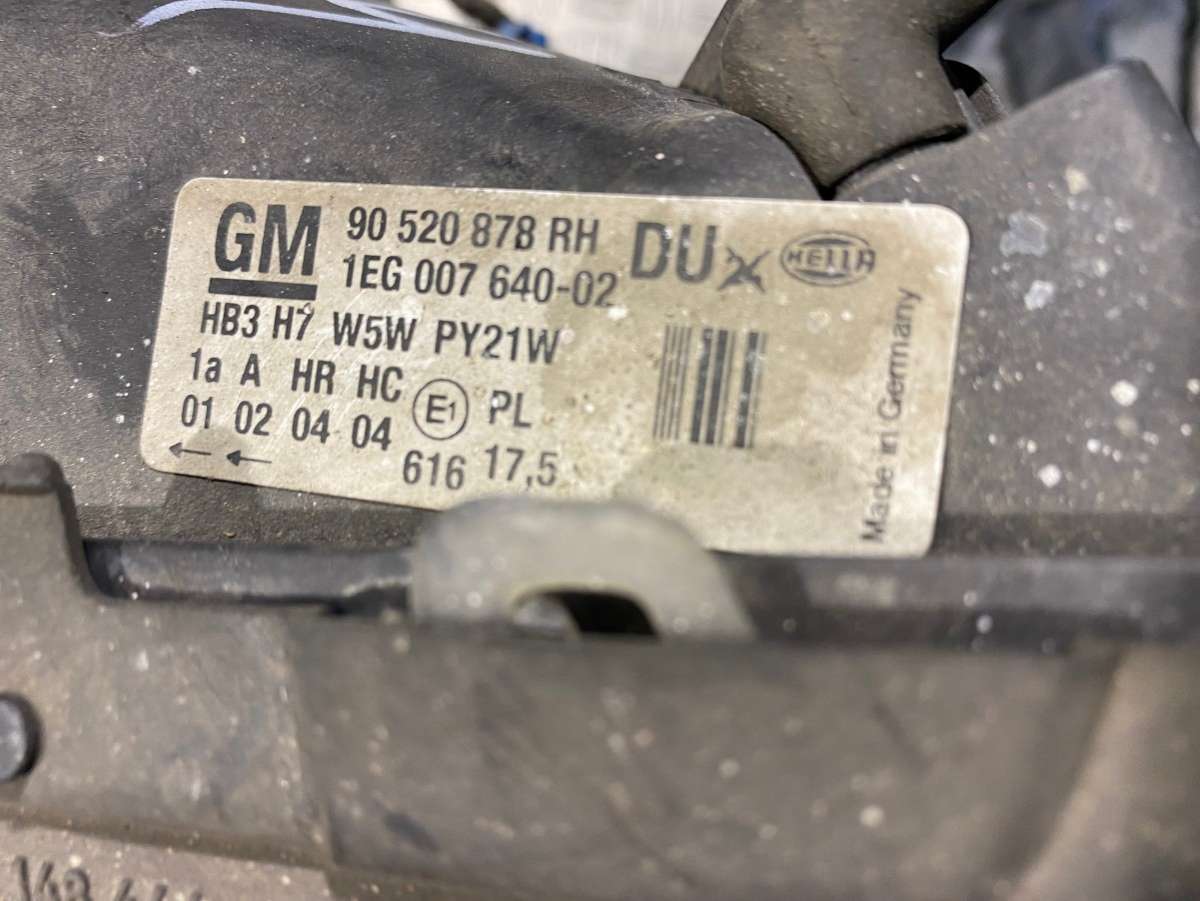 GM 90 520 878 RH DUX HELLA
1EG 007 640-02
HB3 H7 W5W PY21W
1a A HR HC E1 PL
01 02 04 04
616 17,5
Made in Germany